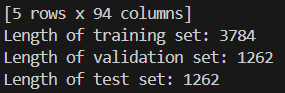 [5 rows x 94 columns]
Length of training set: 3784
Length of validation set: 1262
Length of test set: 1262